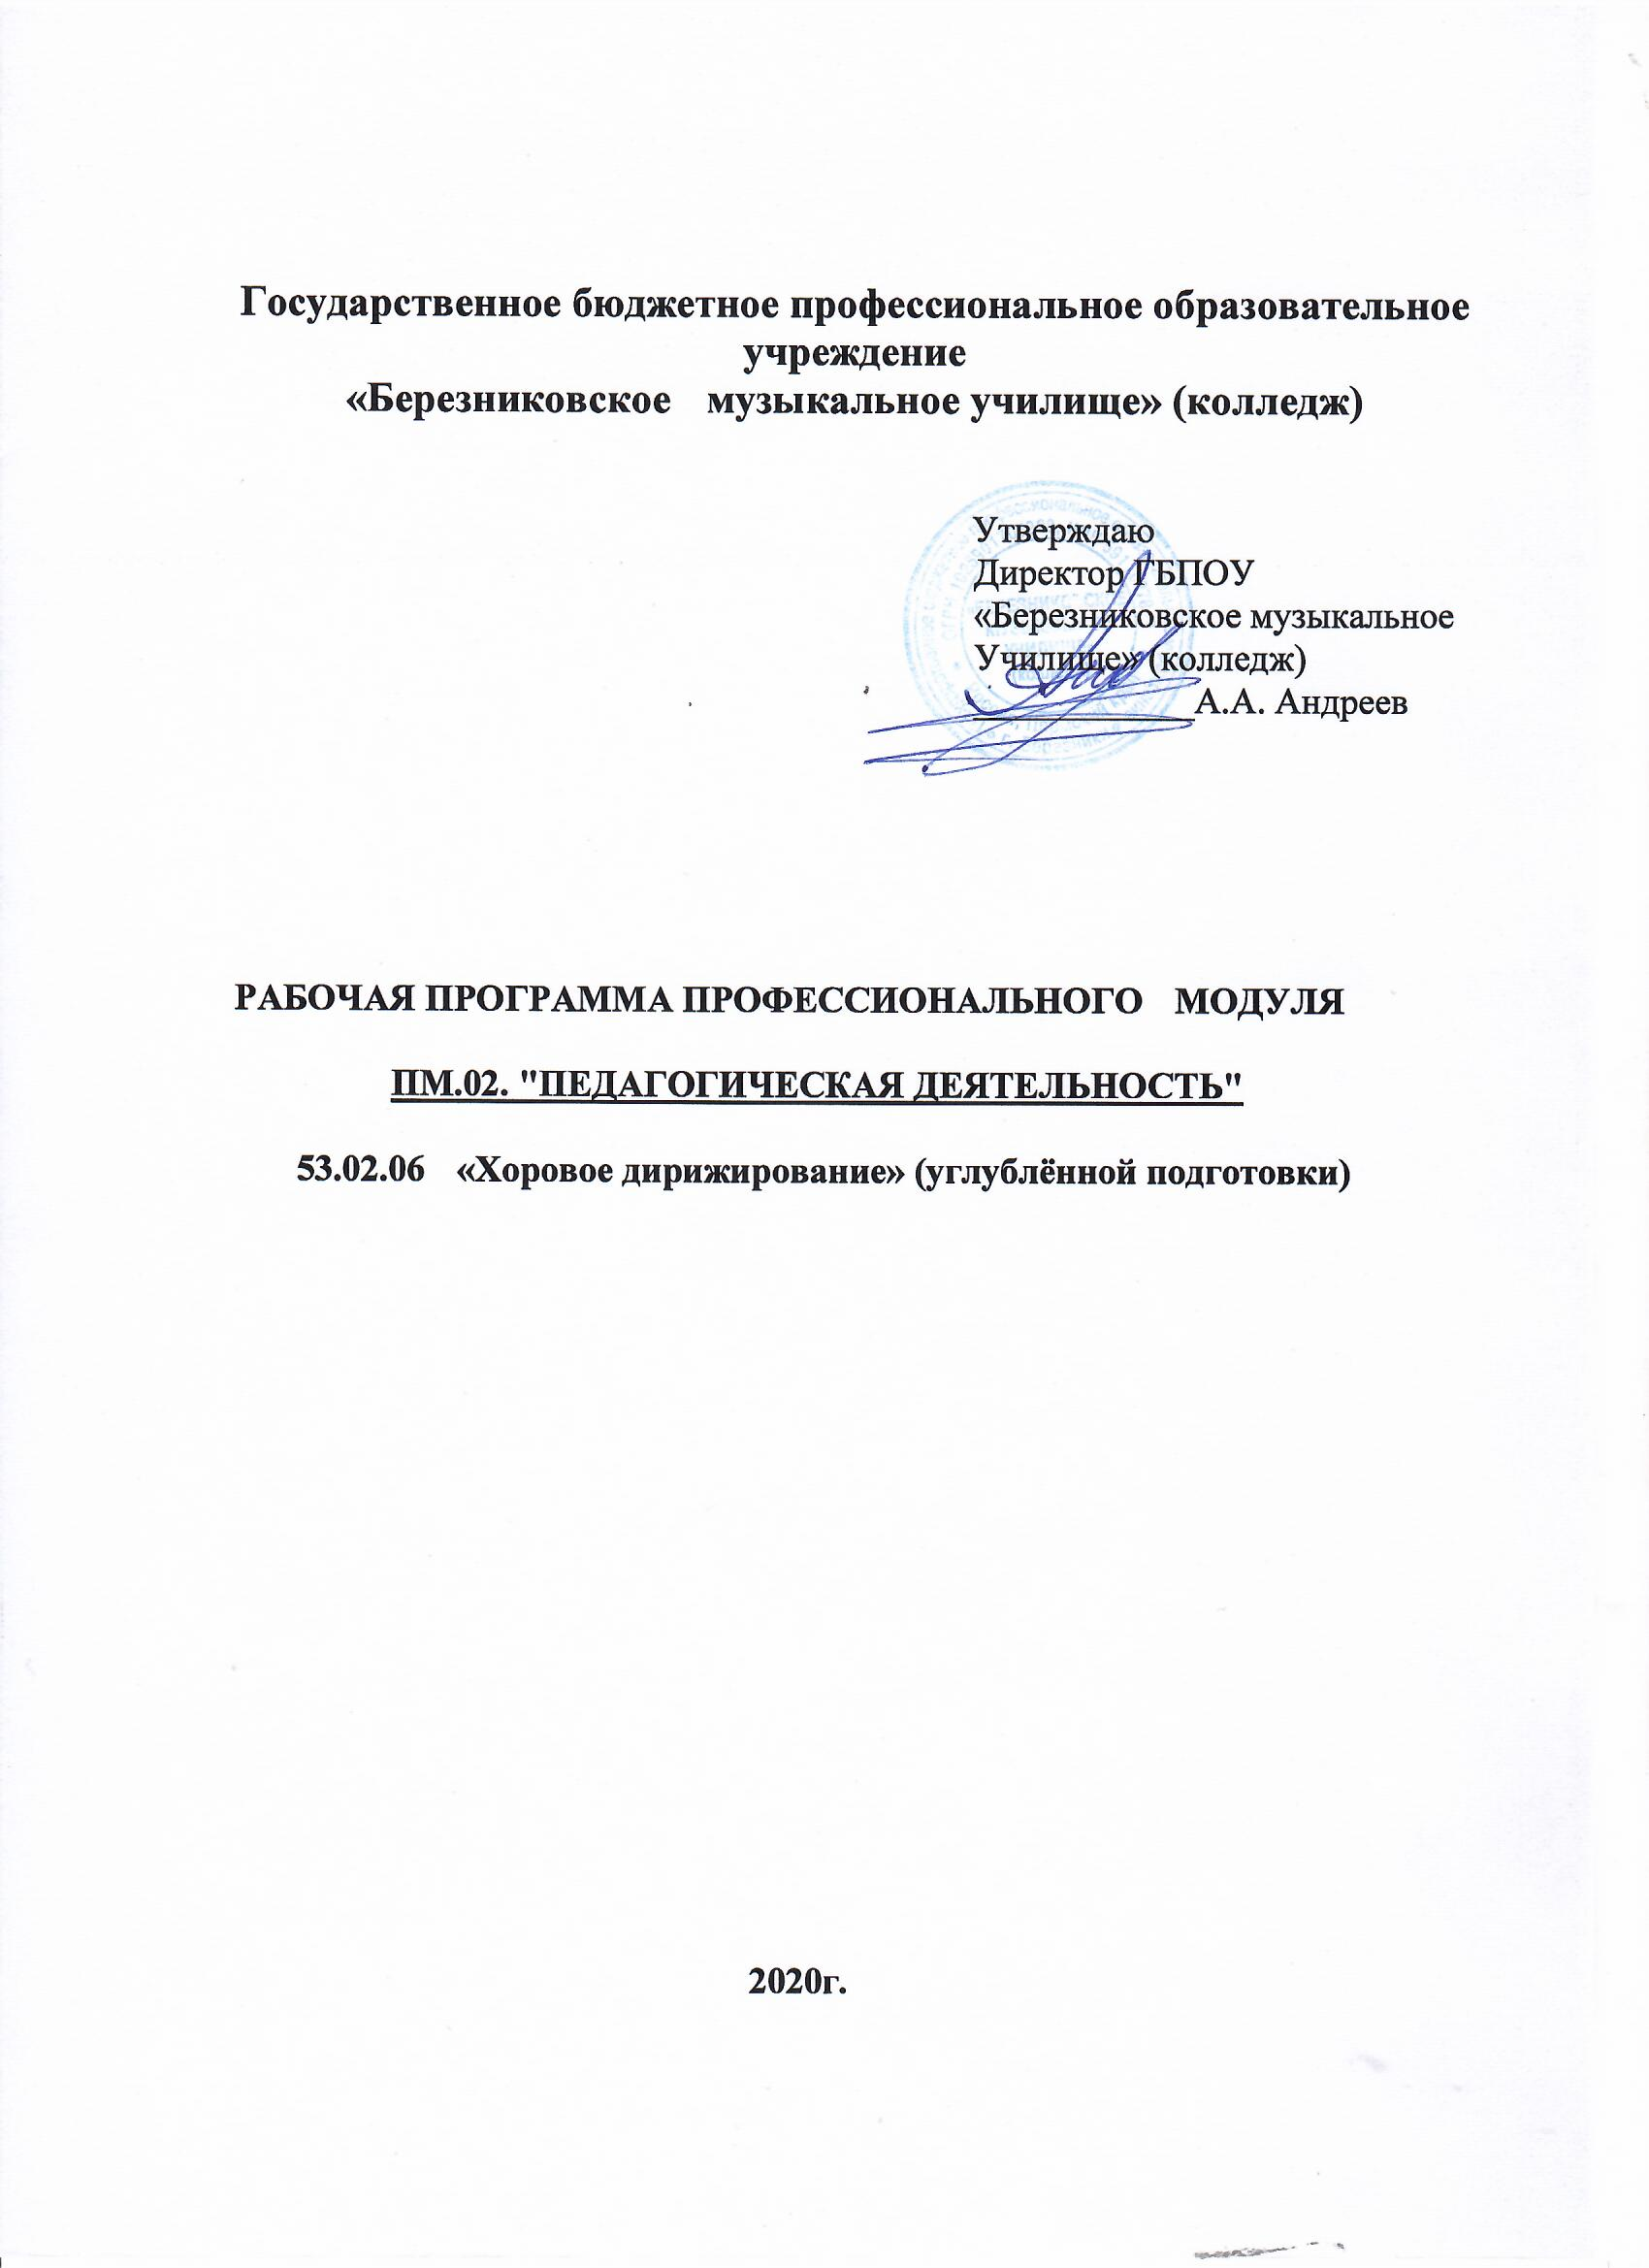 Государственное бюджетное профессиональное образовательное
учреждение
«Березниковское музыкальное училище» (колледж)
Утверждаю
Директор ГБПОУ
«Березниковское музыкальное
Училище» (колледж)
____________А.А. Андреев
РАБОЧАЯ ПРОГРАММА ПРОФЕССИОНАЛЬНОГО МОДУЛЯ
ПМ.02. "ПЕДАГОГИЧЕСКАЯ ДЕЯТЕЛЬНОСТЬ"
53.02.06 «Хоровое дирижирование» (углублённой подготовки)
2020г.